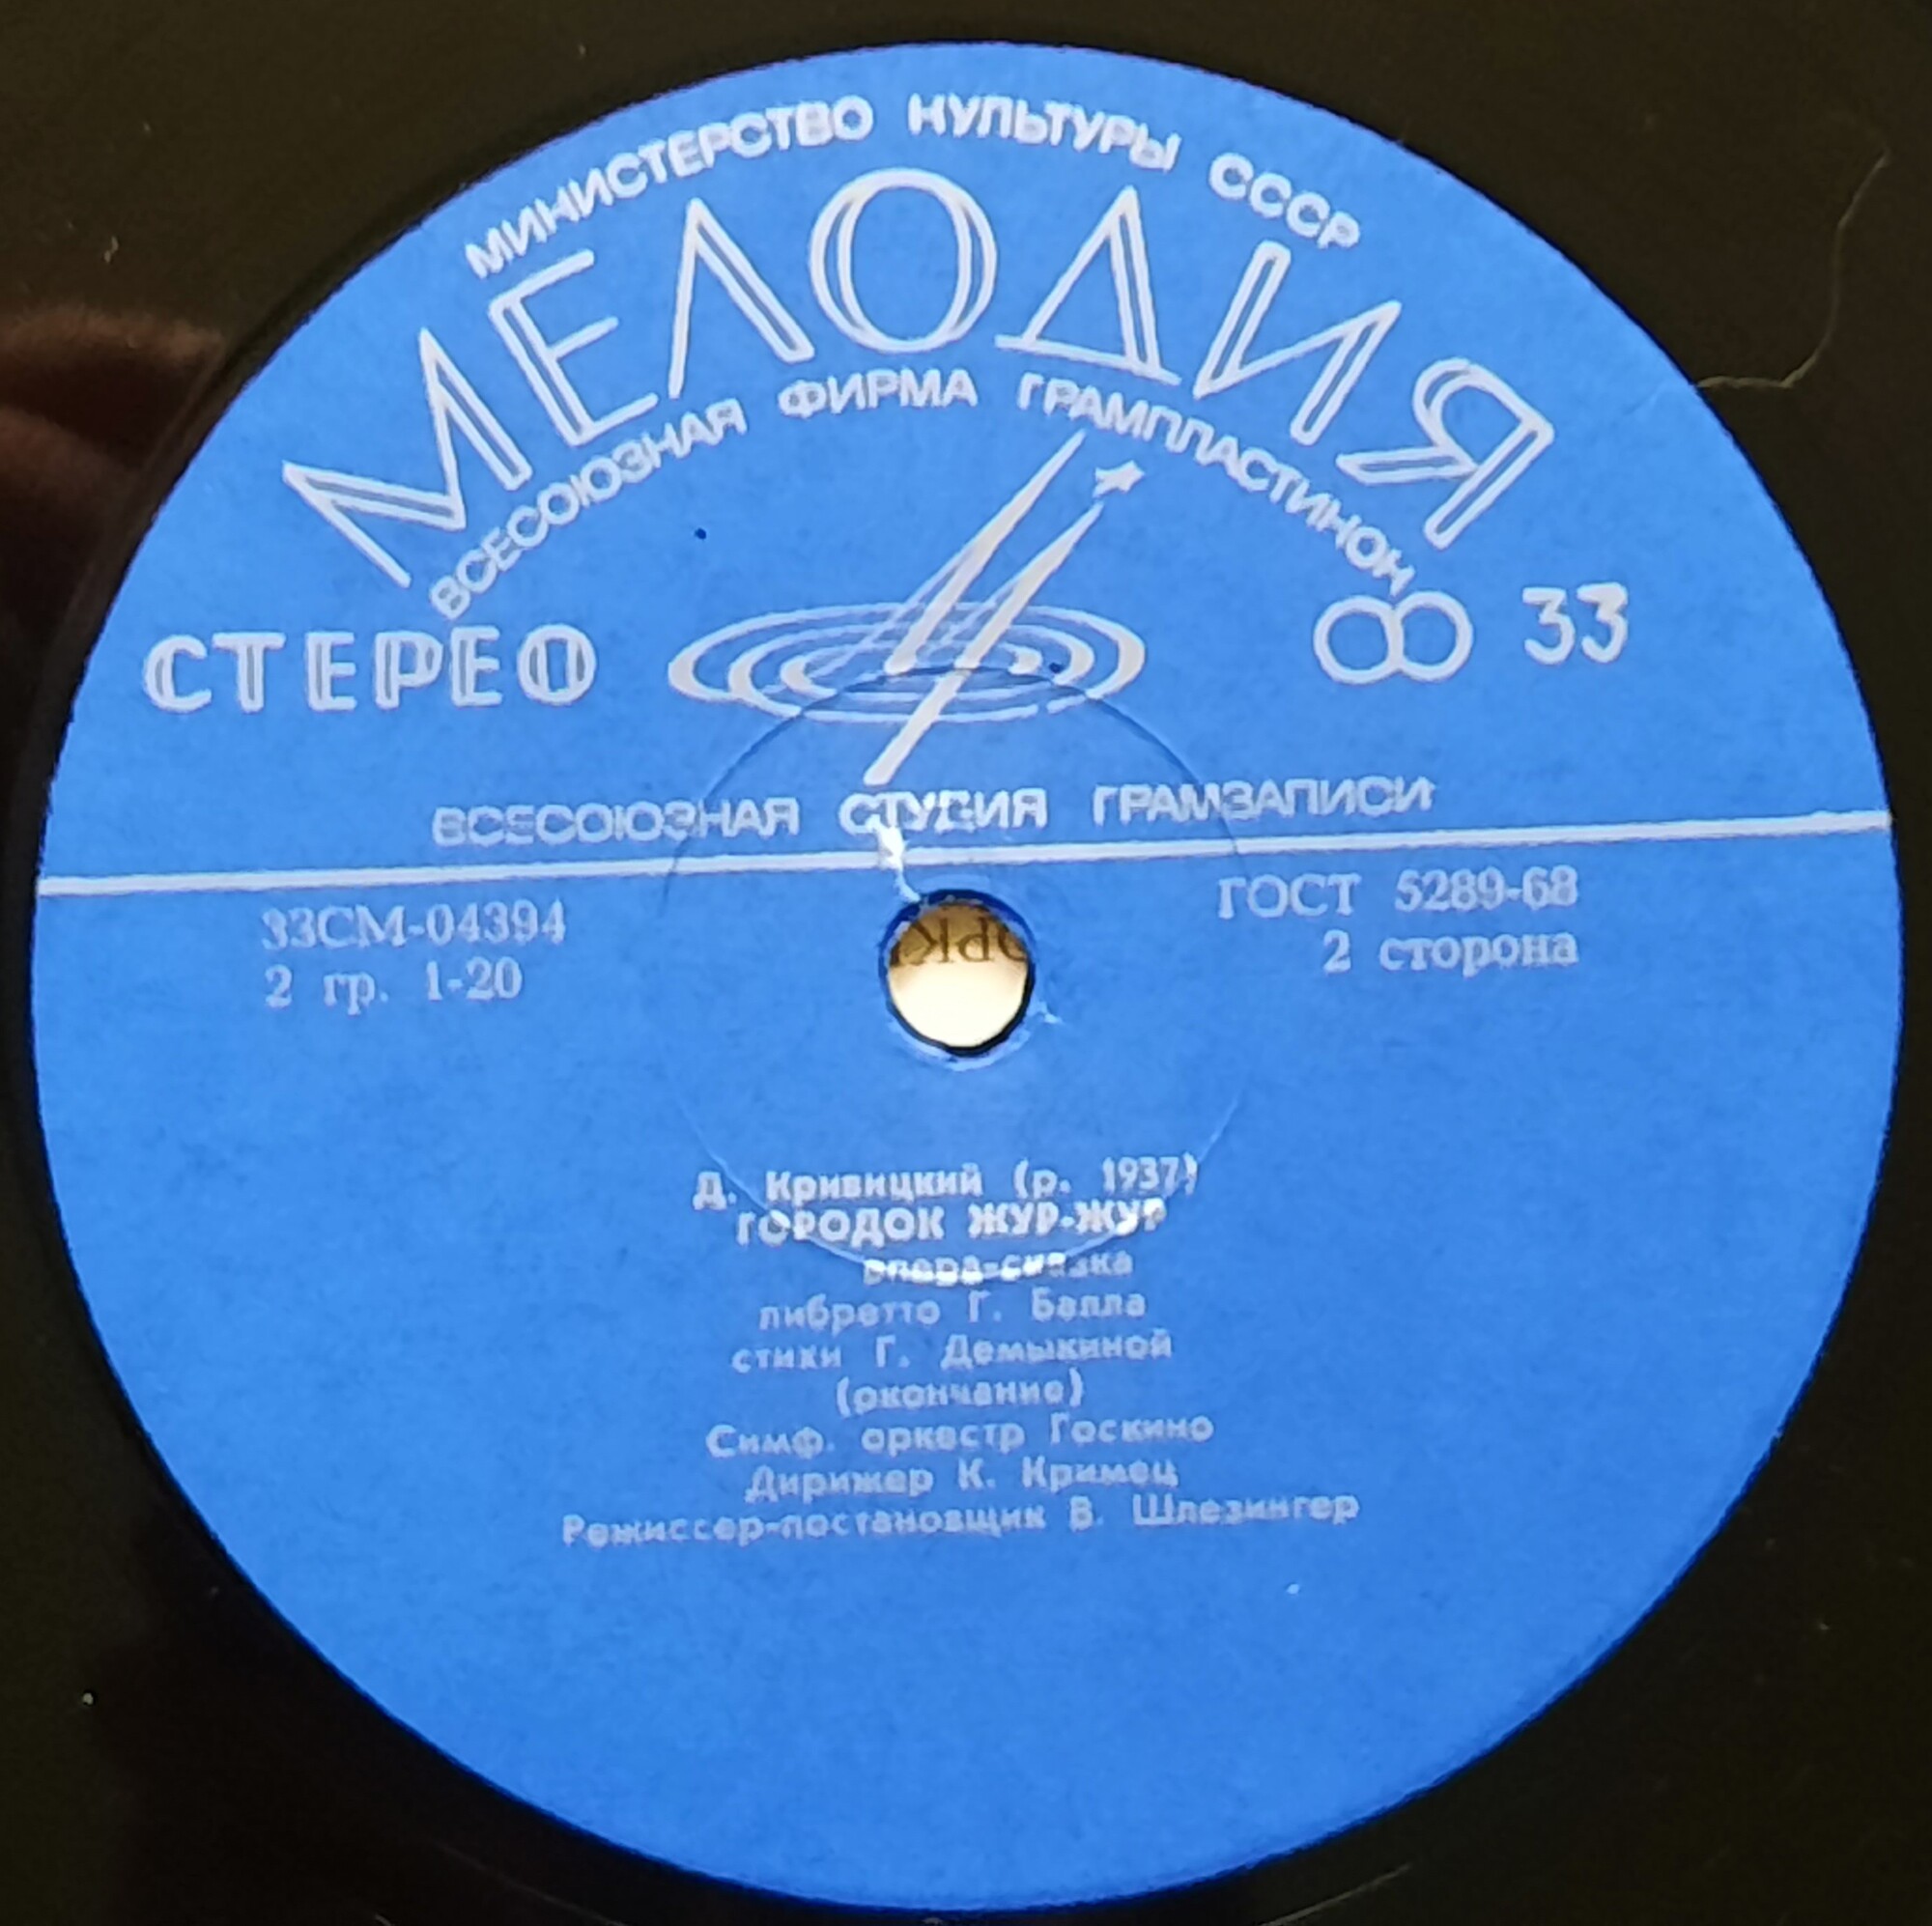 МИНИСТЕРСТВО КУЛЬТУРЫ СССР
МЕЛОДИЯ
ВСЕСОЮЗНАЯ ФИРМА ГРАМПЛАСТИНОК
СТЕРЕО
33
ВСЕСОЮЗНАЯ СТУДИЯ ГРАМЗАПИСИ
33СМ-04394
ГОСТ 5289-68
2 гр. 1-20
2 сторона
Д. Кривицкий (р. 1937)
ГОРОДОК ЖУР-ЖУР
опера-сказка
либретто Г. Балла
стихи Г. Демыкиной
(окончание)
Симф. оркестр Госкино
Дирижер К. Кримец
Режиссер-постановщик В. Шлезингер